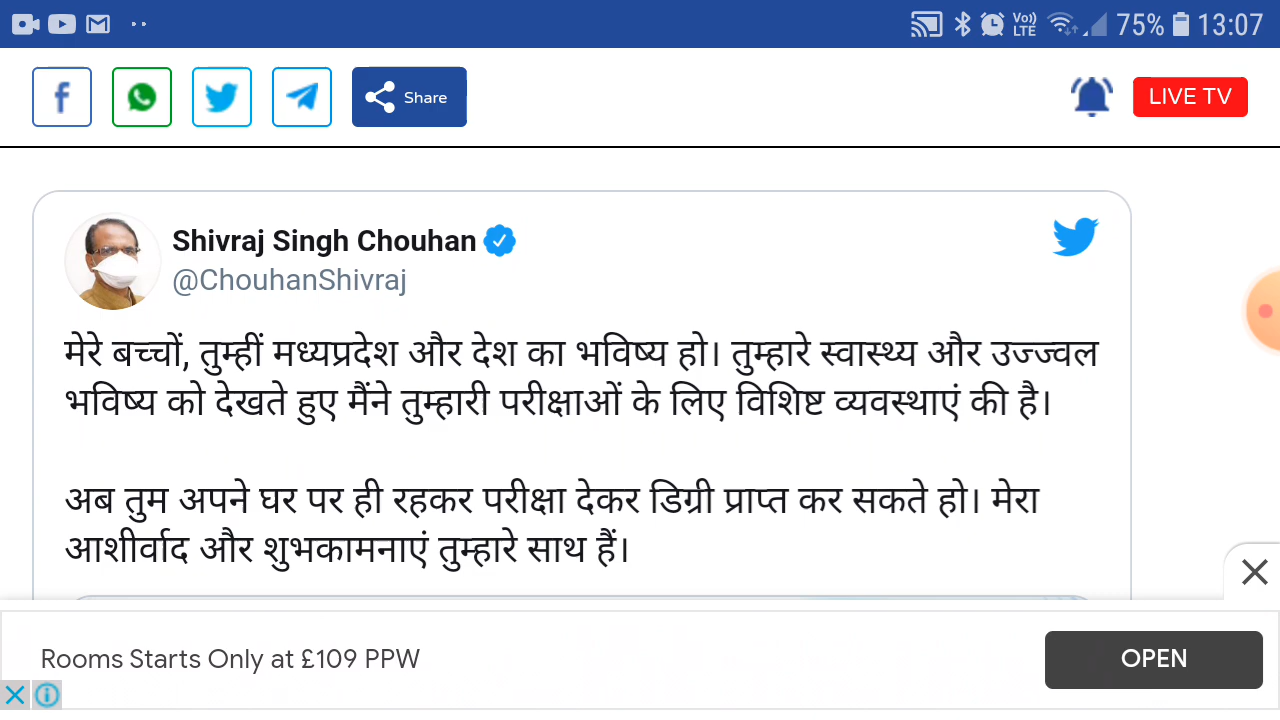 Vo)) LTE 75% 13:07
f Share LIVE TV
Shivraj Singh Chouhan
@ChouhanShivraj
मेरे बच्चों, तुम्हीं मध्यप्रदेश और देश का भविष्य हो। तुम्हारे स्वास्थ्य और उज्ज्वल
भविष्य को देखते हुए मैंने तुम्हारी परीक्षाओं के लिए विशिष्ट व्यवस्थाएं की है।
अब तुम अपने घर पर ही रहकर परीक्षा देकर डिग्री प्राप्त कर सकते हो। मेरा
आशीर्वाद और शुभकामनाएं तुम्हारे साथ हैं।
Rooms Starts Only at £109 PPW
OPEN